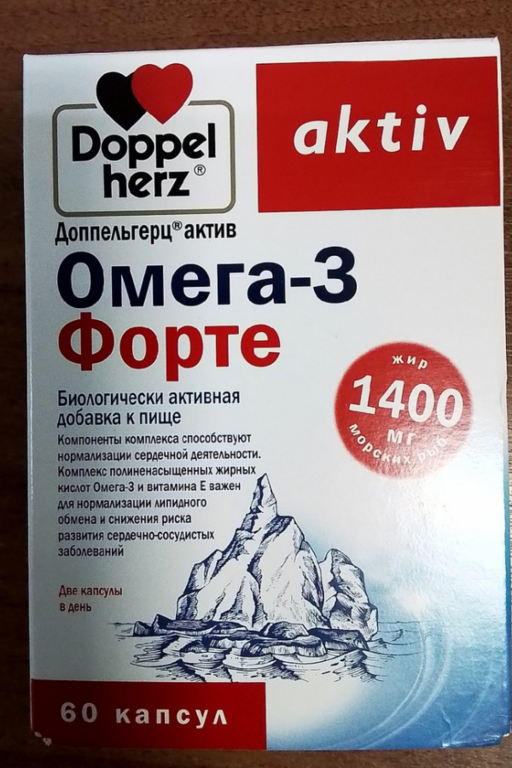 Doppel
herz®
aktiv
Доппельгерц® актив
Омега-3
Форте
Биологически активная
добавка к пище
Компоненты комплекса способствуют
нормализации сердечной деятельности.
Комплекс полиненасыщенных жирных
кислот Омега-3 и витамина Е важен
для нормализации липидного
обмена и снижения риска
развития сердечно-сосудистых
заболеваний
жир
1400
мг
морских рыб
Две капсулы
в день
60 капсул